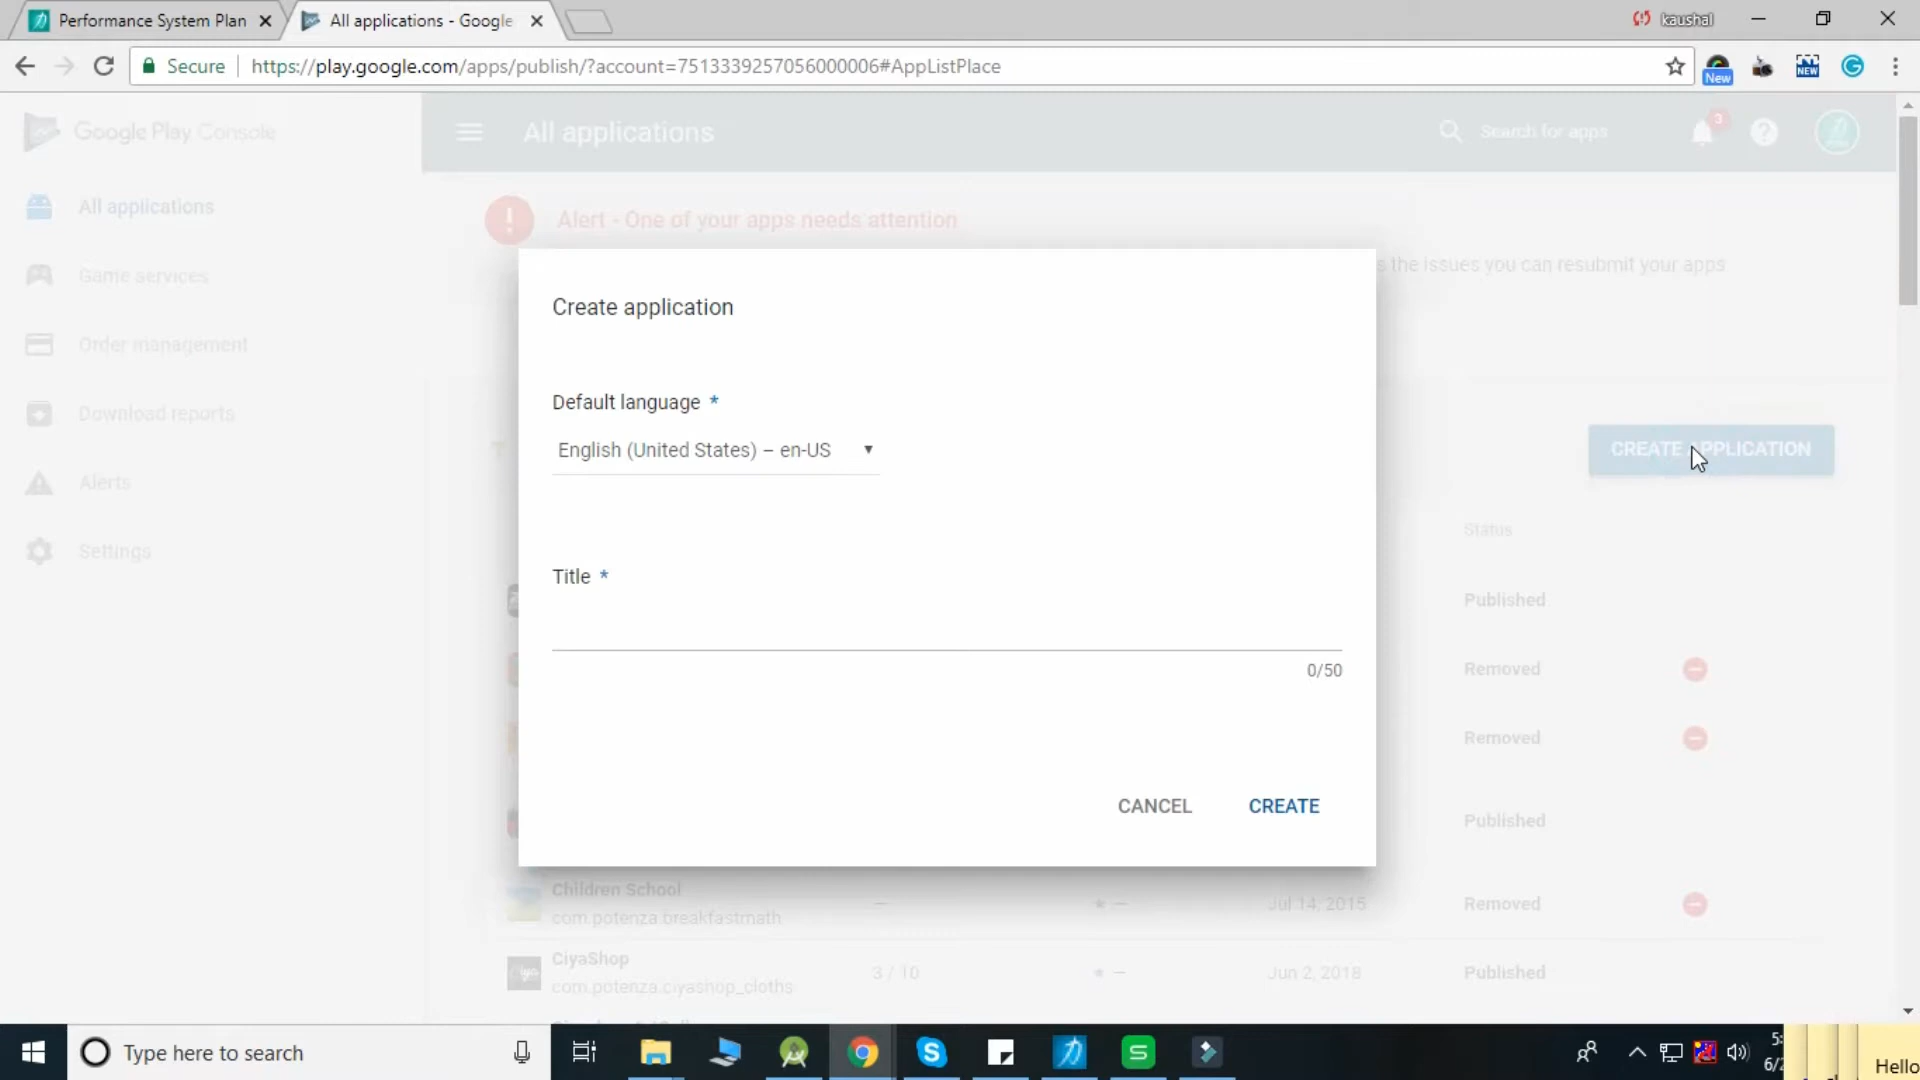 Performance System Plan
All applications - Google
kaushal
Secure
https://play.google.com/apps/publish/?account=7513339257056000006#AppListPlace
New
NEW
Google Play Console
All applications
Search for apps
3
All applications
Game services
Order management
Download reports
Alerts
Settings
Alert - One of your apps needs attention
the issues you can resubmit your apps
CREATE APPLICATION
Create application
Default language *
English (United States) – en-US
Title *
0/50
CANCEL
CREATE
Status
Published
Removed
Removed
Published
Children School
com.potenza.breakfastmath
—
★ —
Jul 14, 2015
Removed
CiyaShop
com.potenza.ciyashop_cloths
3 / 10
★ —
Jun 2, 2018
Published
Type here to search
Hello